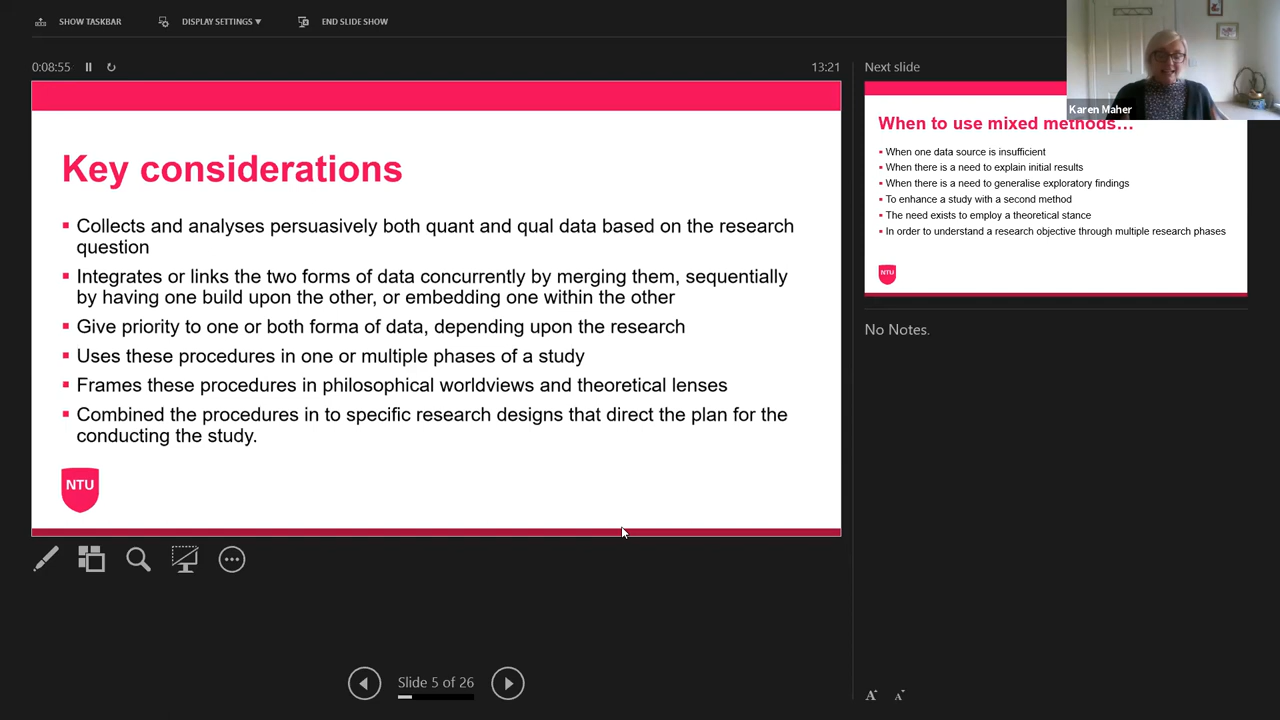 SHOW TASKBAR
DISPLAY SETTINGS
END SLIDE SHOW
0:08:55
13:21
Next slide
Key considerations
Collects and analyses persuasively both quant and qual data based on the research
question
Integrates or links the two forms of data concurrently by merging them, sequentially
by having one build upon the other, or embedding one within the other
Give priority to one or both forma of data, depending upon the research
Uses these procedures in one or multiple phases of a study
Frames these procedures in philosophical worldviews and theoretical lenses
Combined the procedures in to specific research designs that direct the plan for the
conducting the study.
NTU
Karen Maher
When to use mixed methods…
When one data source is insufficient
When there is a need to explain initial results
When there is a need to generalise exploratory findings
To enhance a study with a second method
The need exists to employ a theoretical stance
In order to understand a research objective through multiple research phases
NTU
No Notes.
Slide 5 of 26
A A